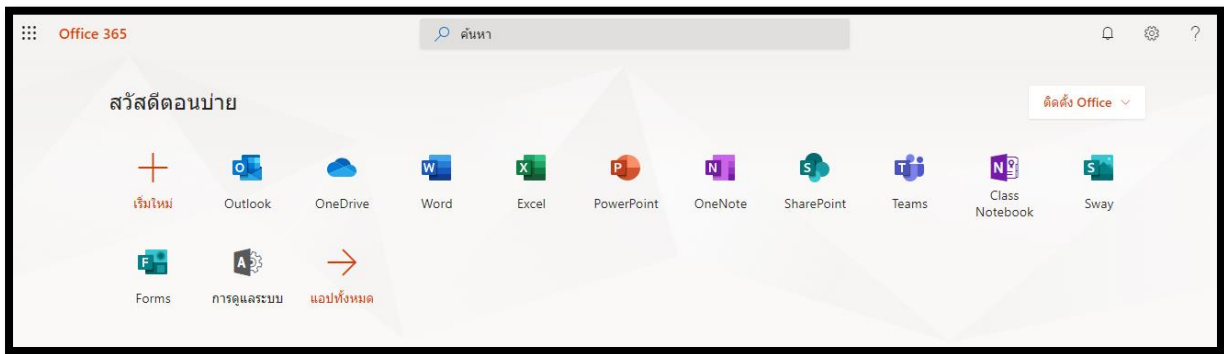 Office 365
ค้นหา
?
สวัสดีตอนบ่าย
ติดตั้ง Office
เริ่มใหม่
Outlook
OneDrive
Word
Excel
PowerPoint
OneNote
SharePoint
Teams
Class
Notebook
Sway
Forms
การดูแลระบบ
แอปทั้งหมด